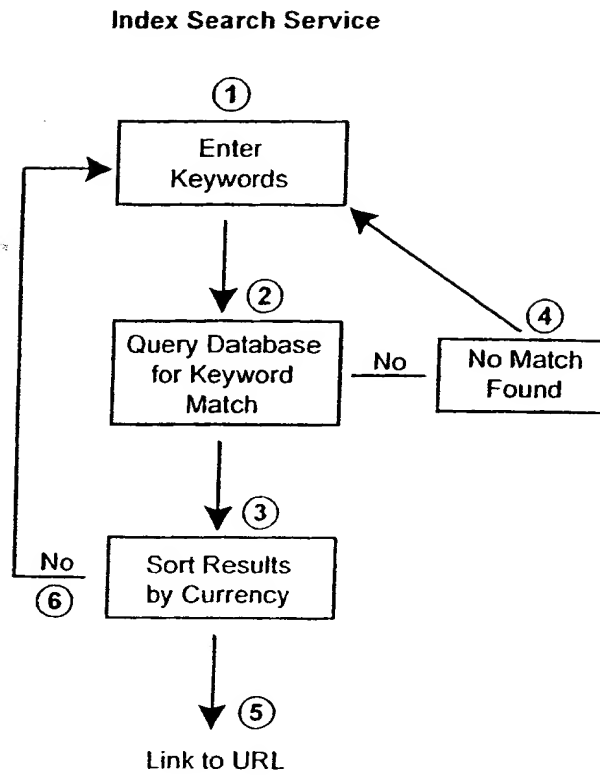 Index Search Service
1
Enter
Keywords
2
Query Database
for Keyword
Match
No
4
No Match
Found
3
Sort Results
by Currency
No
6
5
Link to URL